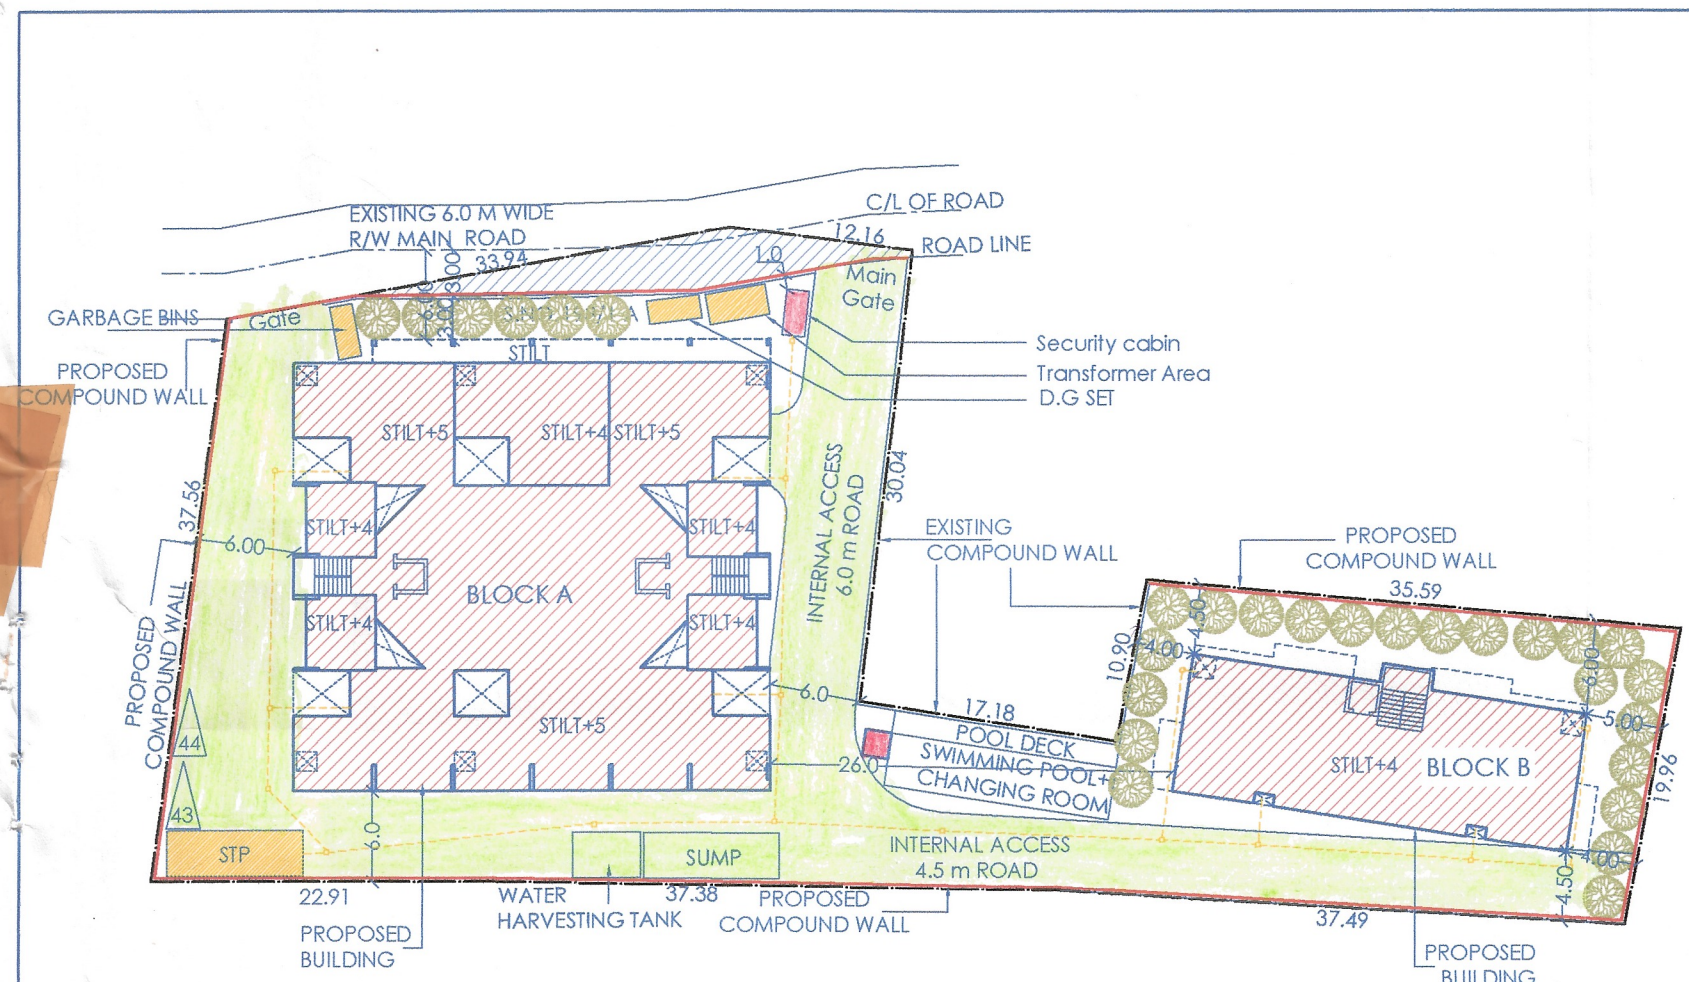 C/L OF ROAD
EXISTING 6.0 M WIDE
R/W MAIN ROAD
12.16
ROAD LINE
33.94
1.0
Main
Gate
6.00
3.00
3.00
GARBAGE BINS
Gate
STILT
Security cabin
Transformer Area
D.G SET
PROPOSED
COMPOUND WALL
STILT+5
STILT+4
STILT+5
37.56
6.00
STILT+4
STILT+4
INTERNAL ACCESS
6.0 m ROAD
30.04
EXISTING
COMPOUND WALL
PROPOSED
COMPOUND WALL
35.59
BLOCK A
STILT+4
STILT+4
PROPOSED
COMPOUND WALL
10.90
4.50
4.00
6.00
6.0
17.18
5.00
STILT+5
44
43
POOL DECK
SWIMMING POOL+
CHANGING ROOM
26.0
STILT+4
BLOCK B
19.96
6.0
STP
SUMP
INTERNAL ACCESS
4.5 m ROAD
4.00
4.50
22.91
WATER
HARVESTING TANK
37.38
PROPOSED
COMPOUND WALL
37.49
PROPOSED
BUILDING
PROPOSED
BUILDING